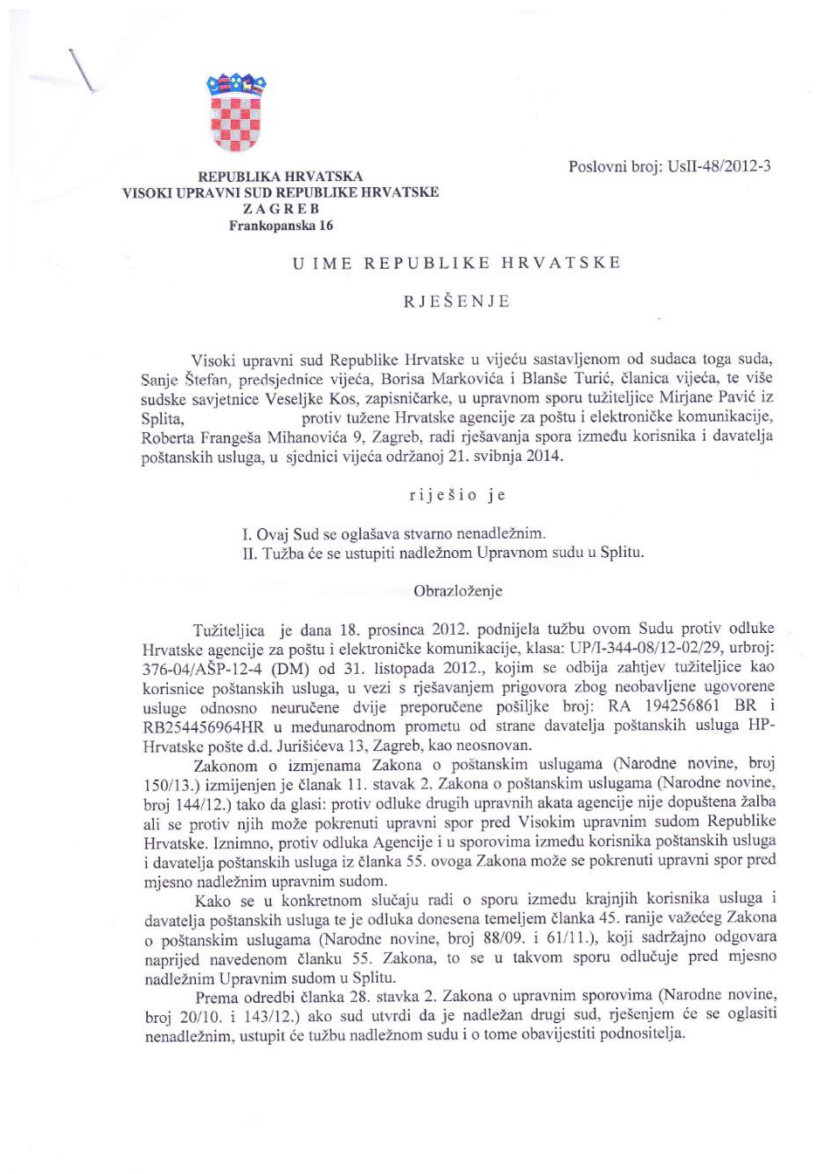 REPUBLIKA HRVATSKA
VISOKI UPRAVNI SUD REPUBLIKE HRVATSKE
Z A G R E B
Frankopanska 16
Poslovni broj: UsII-48/2012-3
U IME REPUBLIKE HRVATSKE
RJEŠENJE
Visoki upravni sud Republike Hrvatske u vijeću sastavljenom od sudaca toga suda,
Sanje Štefan, predsjednice vijeća, Borisa Markovića i Blanše Turić, članica vijeća, te više
sudske savjetnice Veseljke Kos, zapisničarke, u upravnom sporu tužiteljice Mirjane Pavić iz
Splita, protiv tužene Hrvatske agencije za poštu i elektroničke komunikacije,
Roberta Frangeša Mihanovića 9, Zagreb, radi rješavanja spora između korisnika i davatelja
poštanskih usluga, u sjednici vijeća održanoj 21. svibnja 2014.
riješio je
I. Ovaj Sud se oglašava stvarno nenadležnim.
II. Tužba će se ustupiti nadležnom Upravnom sudu u Splitu.
Obrazloženje
Tužiteljica je dana 18. prosinca 2012. podnijela tužbu ovom Sudu protiv odluke
Hrvatske agencije za poštu i elektroničke komunikacije, klasa: UP/I-344-08/12-02/29, urbroj:
376-04/AŠP-12-4 (DM) od 31. listopada 2012., kojim se odbija zahtjev tužiteljice kao
korisnice poštanskih usluga, u vezi s rješavanjem prigovora zbog neobavljene ugovorene
usluge odnosno neuručene dvije preporučene pošiljke broj: RA 194256861 BR i
RB254456964HR u međunarodnom prometu od strane davatelja poštanskih usluga HP-
Hrvatske pošte d.d. Jurišićeva 13, Zagreb, kao neosnovan.
Zakonom o izmjenama Zakona o poštanskim uslugama (Narodne novine, broj
150/13.) izmijenjen je članak 11. stavak 2. Zakona o poštanskim uslugama (Narodne novine,
broj 144/12.) tako da glasi: protiv odluke drugih upravnih akata agencije nije dopuštena žalba
ali se protiv njih može pokrenuti upravni spor pred Visokim upravnim sudom Republike
Hrvatske. Iznimno, protiv odluka Agencije i u sporovima između korisnika poštanskih usluga
i davatelja poštanskih usluga iz članka 55. ovoga Zakona može se pokrenuti upravni spor pred
mjesno nadležnim upravnim sudom.
Kako se u konkretnom slučaju radi o sporu između krajnjih korisnika usluga i
davatelja poštanskih usluga te je odluka donesena temeljem članka 45. ranije važećeg Zakona
o poštanskim uslugama (Narodne novine, broj 88/09. i 61/11.), koji sadržajno odgovara
naprijed navedenom članku 55. Zakona, to se u takvom sporu odlučuje pred mjesno
nadležnim Upravnim sudom u Splitu.
Prema odredbi članka 28. stavka 2. Zakona o upravnim sporovima (Narodne novine,
broj 20/10. i 143/12.) ako sud utvrdi da je nadležan drugi sud, rješenjem će se oglasiti
nenadležnim, ustupit će tužbu nadležnom sudu i o tome obavijestiti podnositelja.